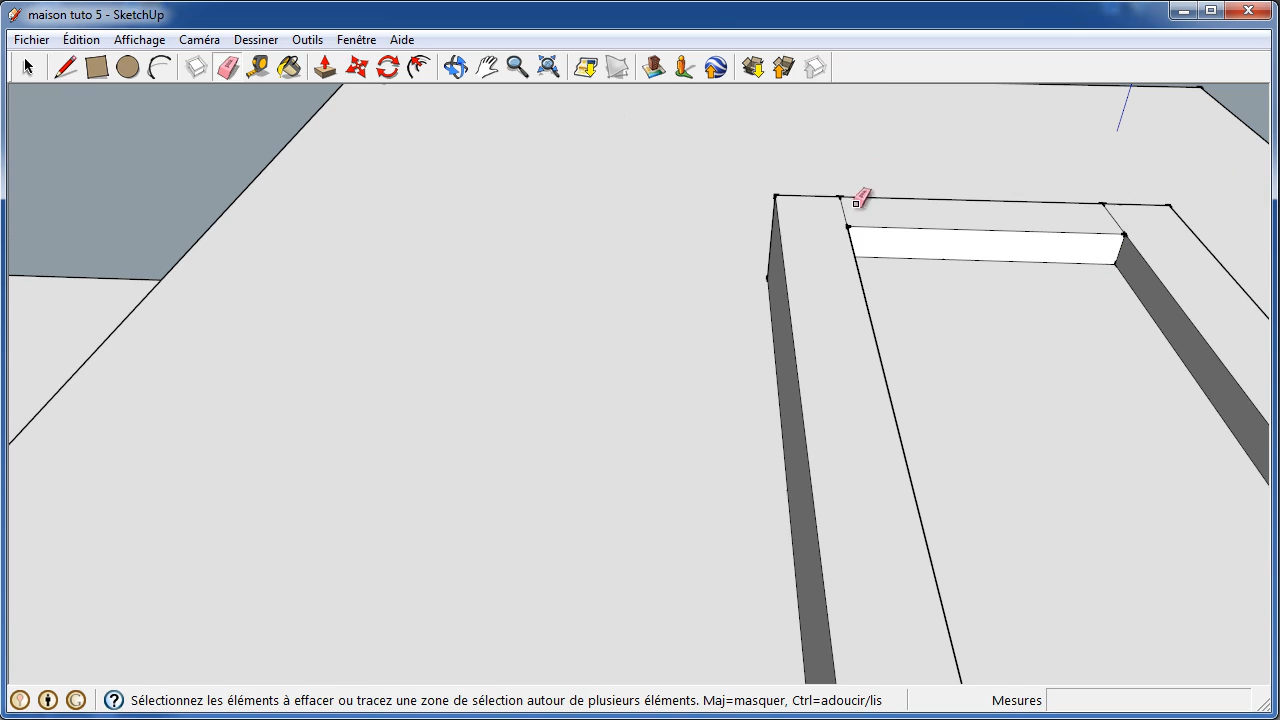 maison tuto 5 - SketchUp
Fichier Édition Affichage Caméra Dessiner Outils Fenêtre Aide
Sélectionnez les éléments à effacer ou tracez une zone de sélection autour de plusieurs éléments. Maj=masquer, Ctrl=adoucir/lis
Mesures